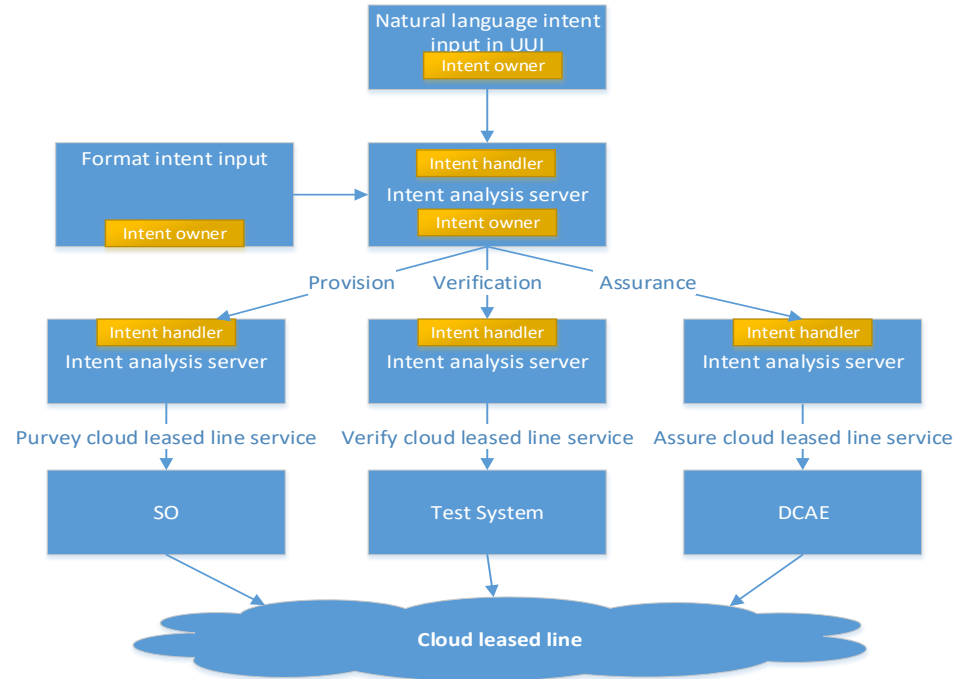 Natural language intent
input in UUI
Intent owner
Format intent input
Intent owner
Intent handler
Intent analysis server
Intent owner
Provision
Verification
Assurance
Intent handler
Intent analysis server
Intent handler
Intent analysis server
Intent handler
Intent analysis server
Purvey cloud leased line service
Verify cloud leased line service
Assure cloud leased line service
SO
Test System
DCAE
Cloud leased line